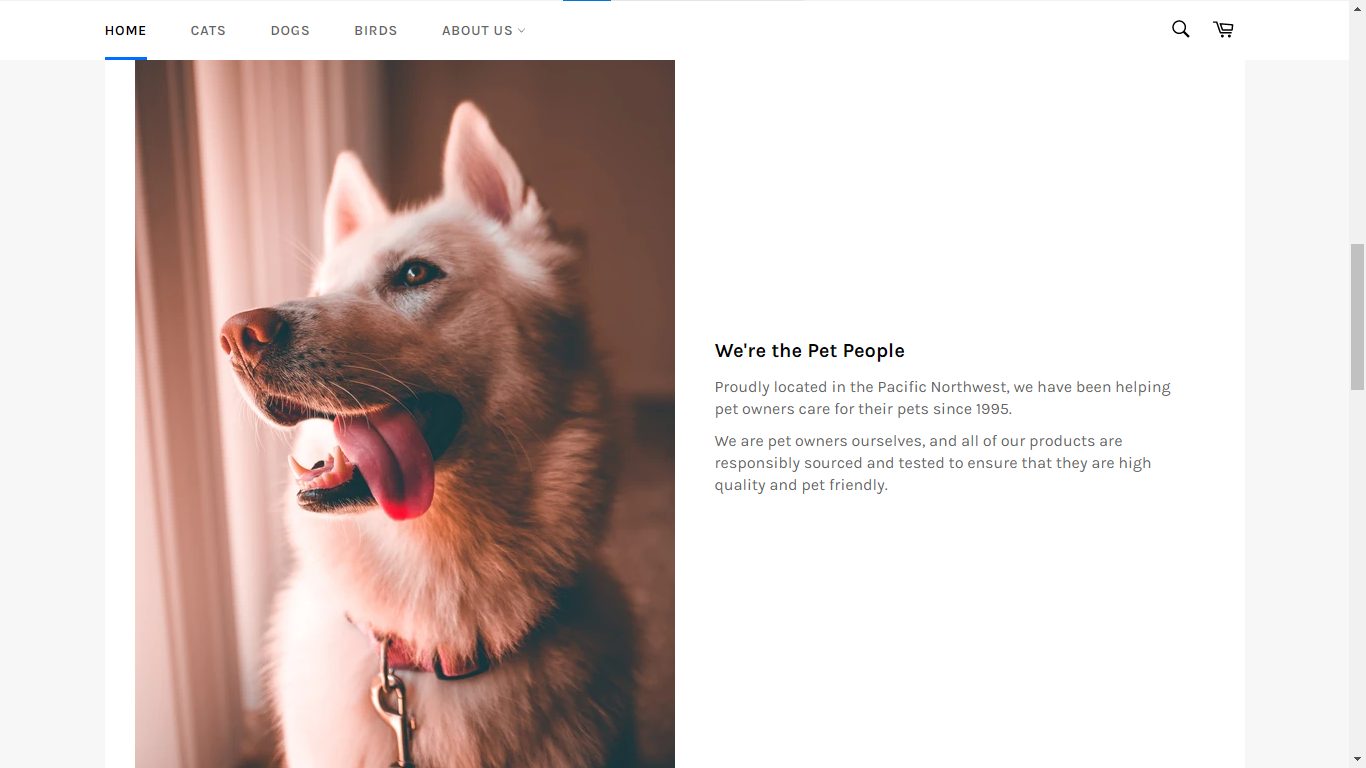 HOME CATS DOGS BIRDS ABOUT US
We're the Pet People
Proudly located in the Pacific Northwest, we have been helping
pet owners care for their pets since 1995.
We are pet owners ourselves, and all of our products are
responsibly sourced and tested to ensure that they are high
quality and pet friendly.